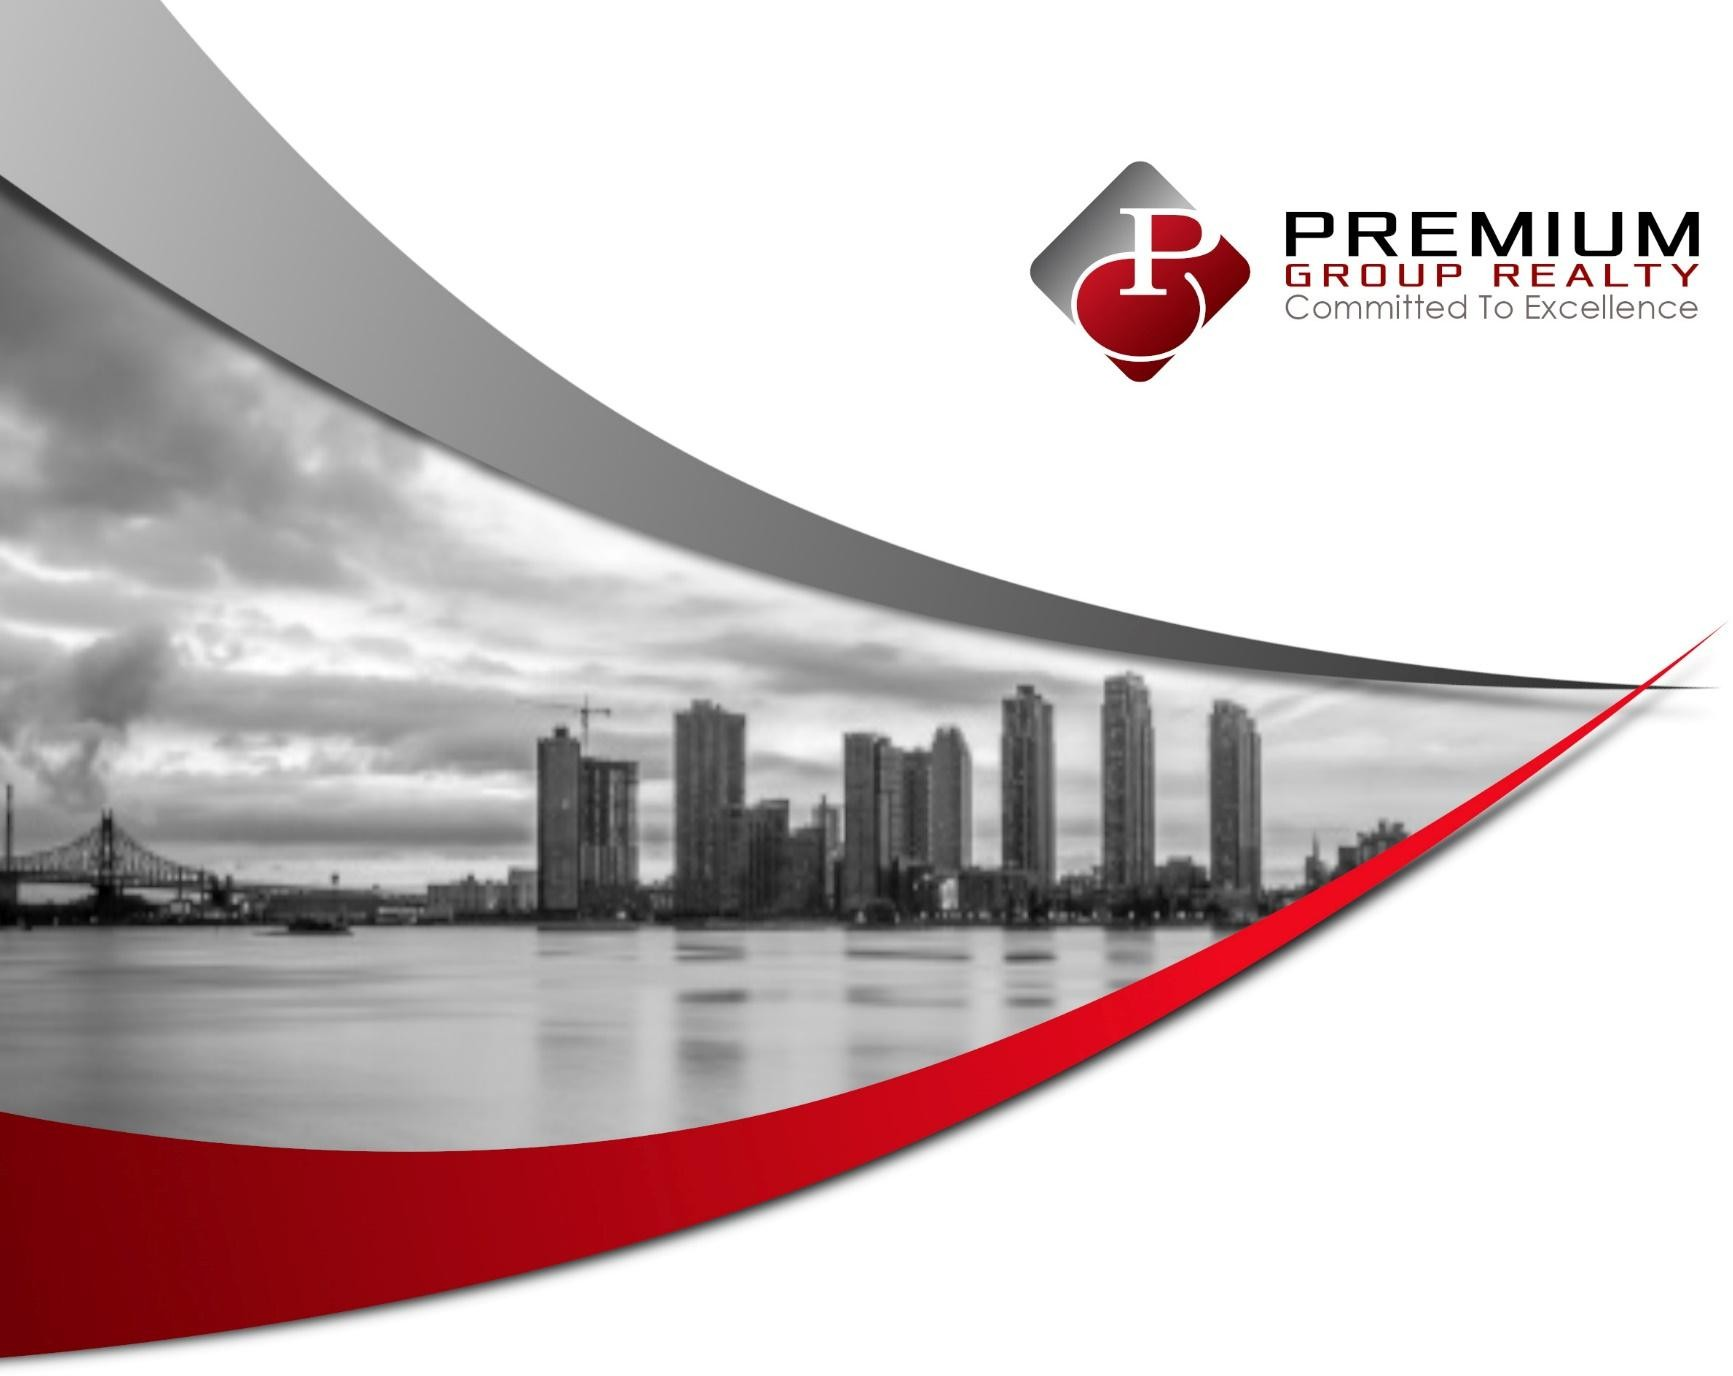 P
PREMIUM
GROUP REALTY
Committed To Excellence